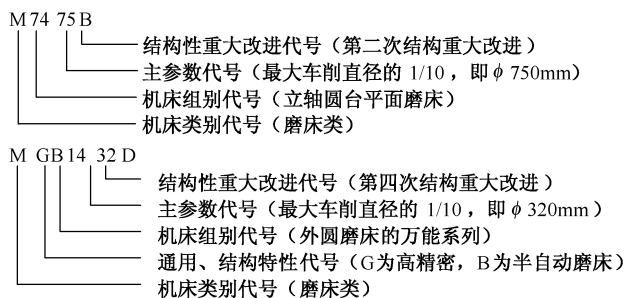 M 74 75 B
结构性重大改进代号（第二次结构重大改进）
主参数代号（最大车削直径的 1/10，即ϕ 750mm）
机床组别代号（立轴圆台平面磨床）
机床类别代号（磨床类）
M GB 14 32 D
结构性重大改进代号（第四次结构重大改进）
主参数代号（最大车削直径的 1/10，即ϕ 320mm）
机床组别代号（外圆磨床的万能系列）
通用、结构特性代号（G为高精密，B为半自动磨床）
机床类别代号（磨床类）